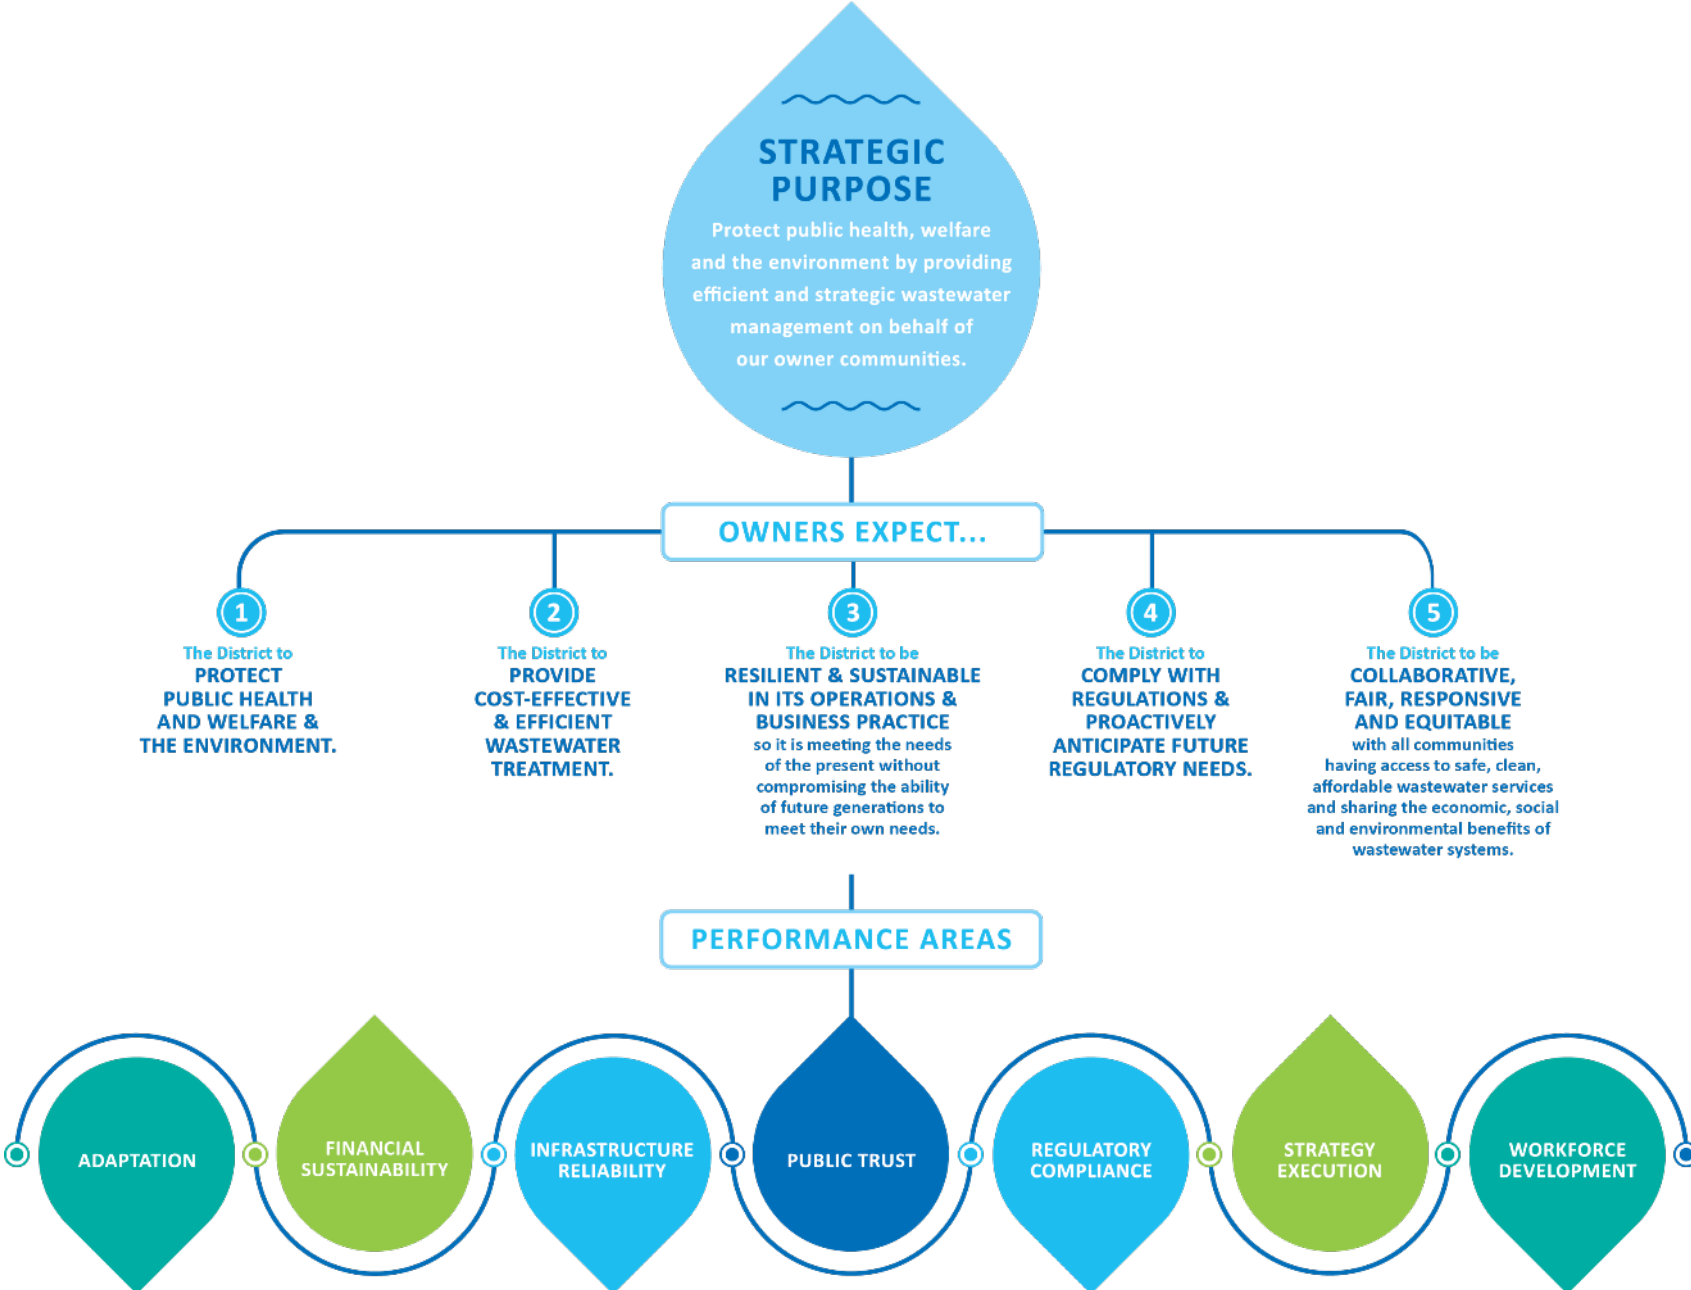 STRATEGIC
PURPOSE
Protect public health, welfare
and the environment by providing
efficient and strategic wastewater
management on behalf of
our owner communities.
OWNERS EXPECT...
1
The District to
PROTECT
PUBLIC HEALTH
AND WELFARE &
THE ENVIRONMENT.
2
The District to
PROVIDE
COST-EFFECTIVE
& EFFICIENT
WASTEWATER
TREATMENT.
3
The District to be
RESILIENT & SUSTAINABLE
IN ITS OPERATIONS &
BUSINESS PRACTICE
so it is meeting the needs
of the present without
compromising the ability
of future generations to
meet their own needs.
4
The District to
COMPLY WITH
REGULATIONS &
PROACTIVELY
ANTICIPATE FUTURE
REGULATORY NEEDS.
5
The District to be
COLLABORATIVE,
FAIR, RESPONSIVE
AND EQUITABLE
with all communities
having access to safe, clean,
affordable wastewater services
and sharing the economic, social
and environmental benefits of
wastewater systems.
PERFORMANCE AREAS
ADAPTATION
FINANCIAL
SUSTAINABILITY
INFRASTRUCTURE
RELIABILITY
PUBLIC TRUST
REGULATORY
COMPLIANCE
STRATEGY
EXECUTION
WORKFORCE
DEVELOPMENT